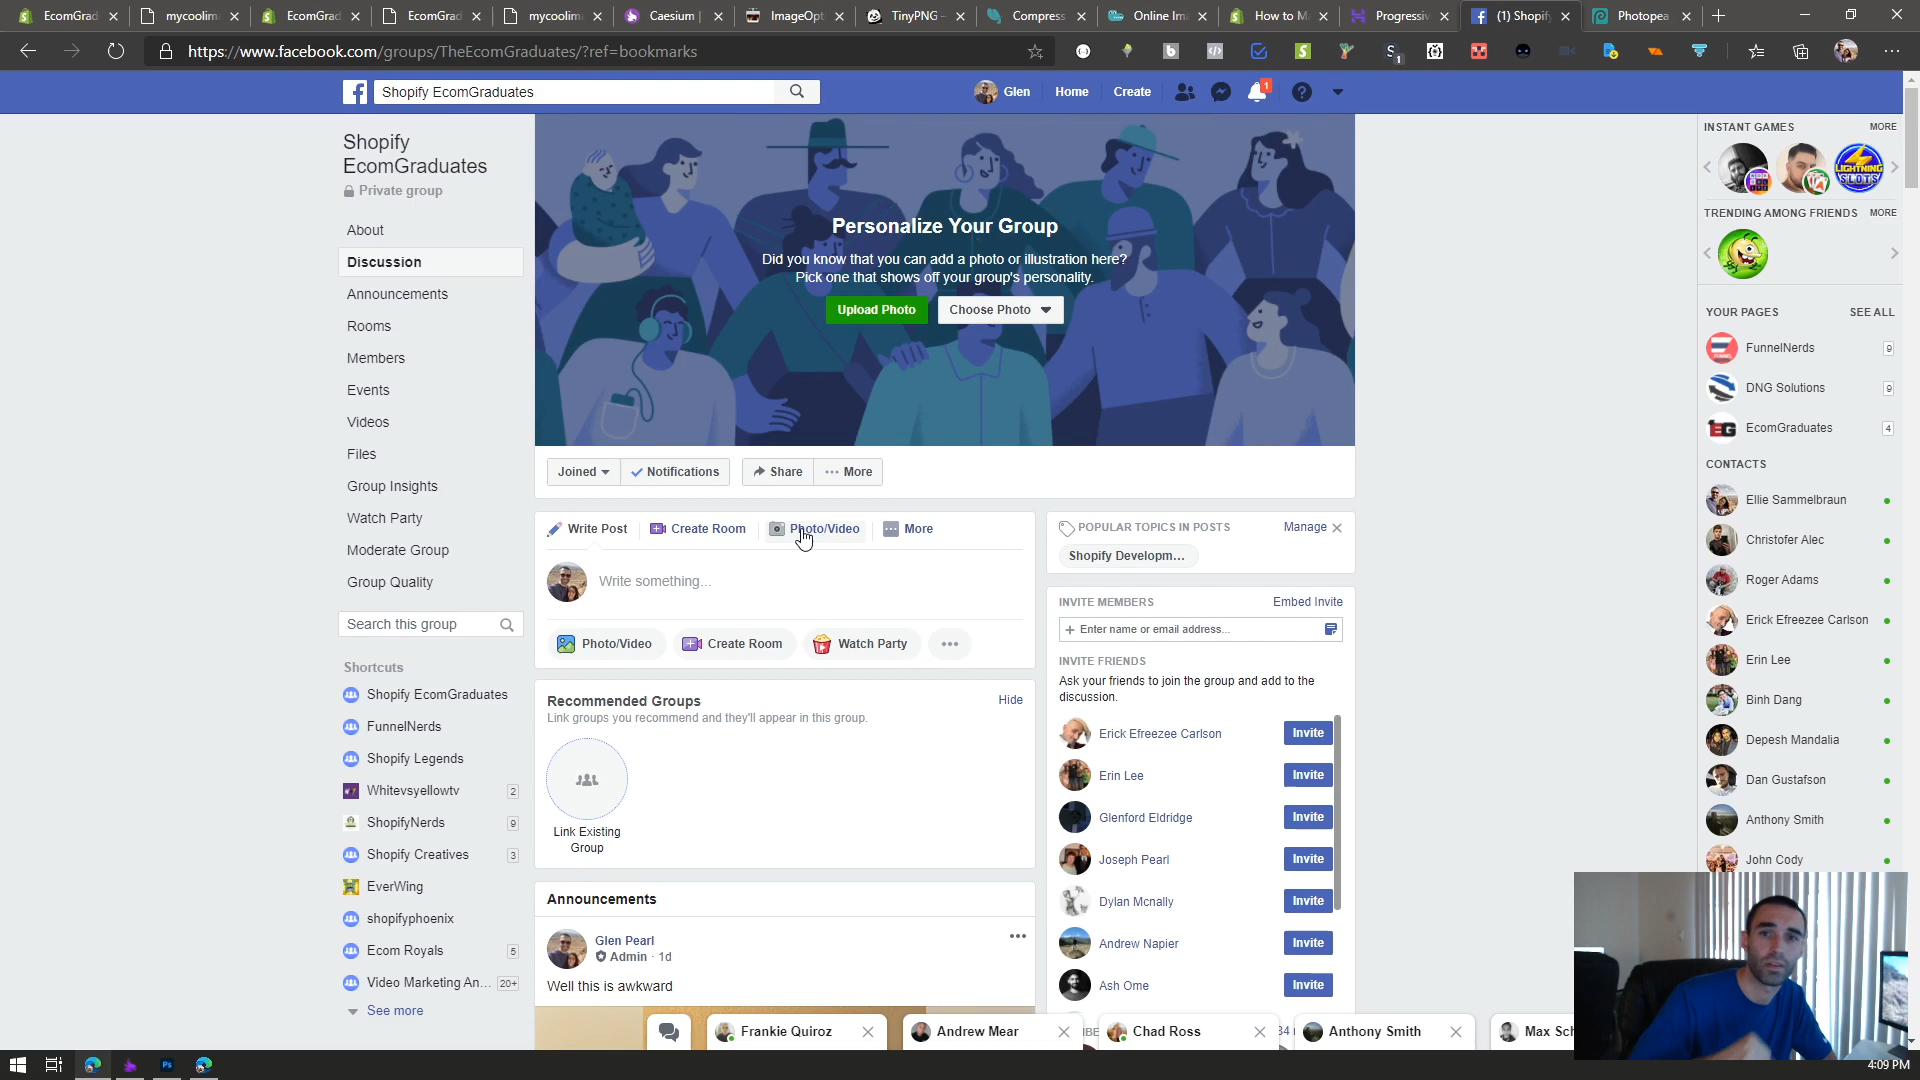 EcomGrad
mycoolim
EcomGrad
EcomGrad
mycoolim
Caesium |
ImageOpt
TinyPNG –
Compress
Online Im
How to M
Progressiv
(1) Shopif
Photopea
https://www.facebook.com/groups/TheEcomGraduates/?ref=bookmarks
Shopify EcomGraduates
Glen
Home
Create
1
Shopify
EcomGraduates
Private group
About
Discussion
Announcements
Rooms
Members
Events
Videos
Files
Group Insights
Watch Party
Moderate Group
Group Quality
Search this group
Shortcuts
Shopify EcomGraduates
FunnelNerds
Shopify Legends
Whitevsyellowtv 2
ShopifyNerds 9
Shopify Creatives 3
EverWing
shopifyphoenix
Ecom Royals 5
Video Marketing An... 20+
See more
Personalize Your Group
Did you know that you can add a photo or illustration here?
Pick one that shows off your group's personality.
Upload Photo
Choose Photo
Joined
Notifications
Share
More
Write Post
Create Room
Photo/Video
More
Write something...
Photo/Video
Create Room
Watch Party
Recommended Groups
Hide
Link groups you recommend and they'll appear in this group.
Link Existing
Group
Announcements
Glen Pearl
Admin · 1d
Well this is awkward
POPULAR TOPICS IN POSTS
Manage
Shopify Developm...
INVITE MEMBERS
Embed Invite
+ Enter name or email address...
INVITE FRIENDS
Ask your friends to join the group and add to the
discussion.
Erick Efreezee Carlson Invite
Erin Lee Invite
Glenford Eldridge Invite
Joseph Pearl Invite
Dylan Mcnally Invite
Andrew Napier Invite
Ash Ome Invite
INSTANT GAMES MORE
LIGHTNING
SLOTS
TRENDING AMONG FRIENDS MORE
YOUR PAGES SEE ALL
FunnelNerds 9
DNG Solutions 9
EcomGraduates 4
CONTACTS
Ellie Sammelbraun
Christofer Alec
Roger Adams
Erick Efreezee Carlson
Erin Lee
Binh Dang
Depesh Mandalia
Dan Gustafson
Anthony Smith
John Cody
Frankie Quiroz
Andrew Mear
Chad Ross
Anthony Smith
Max Sch
4:09 PM